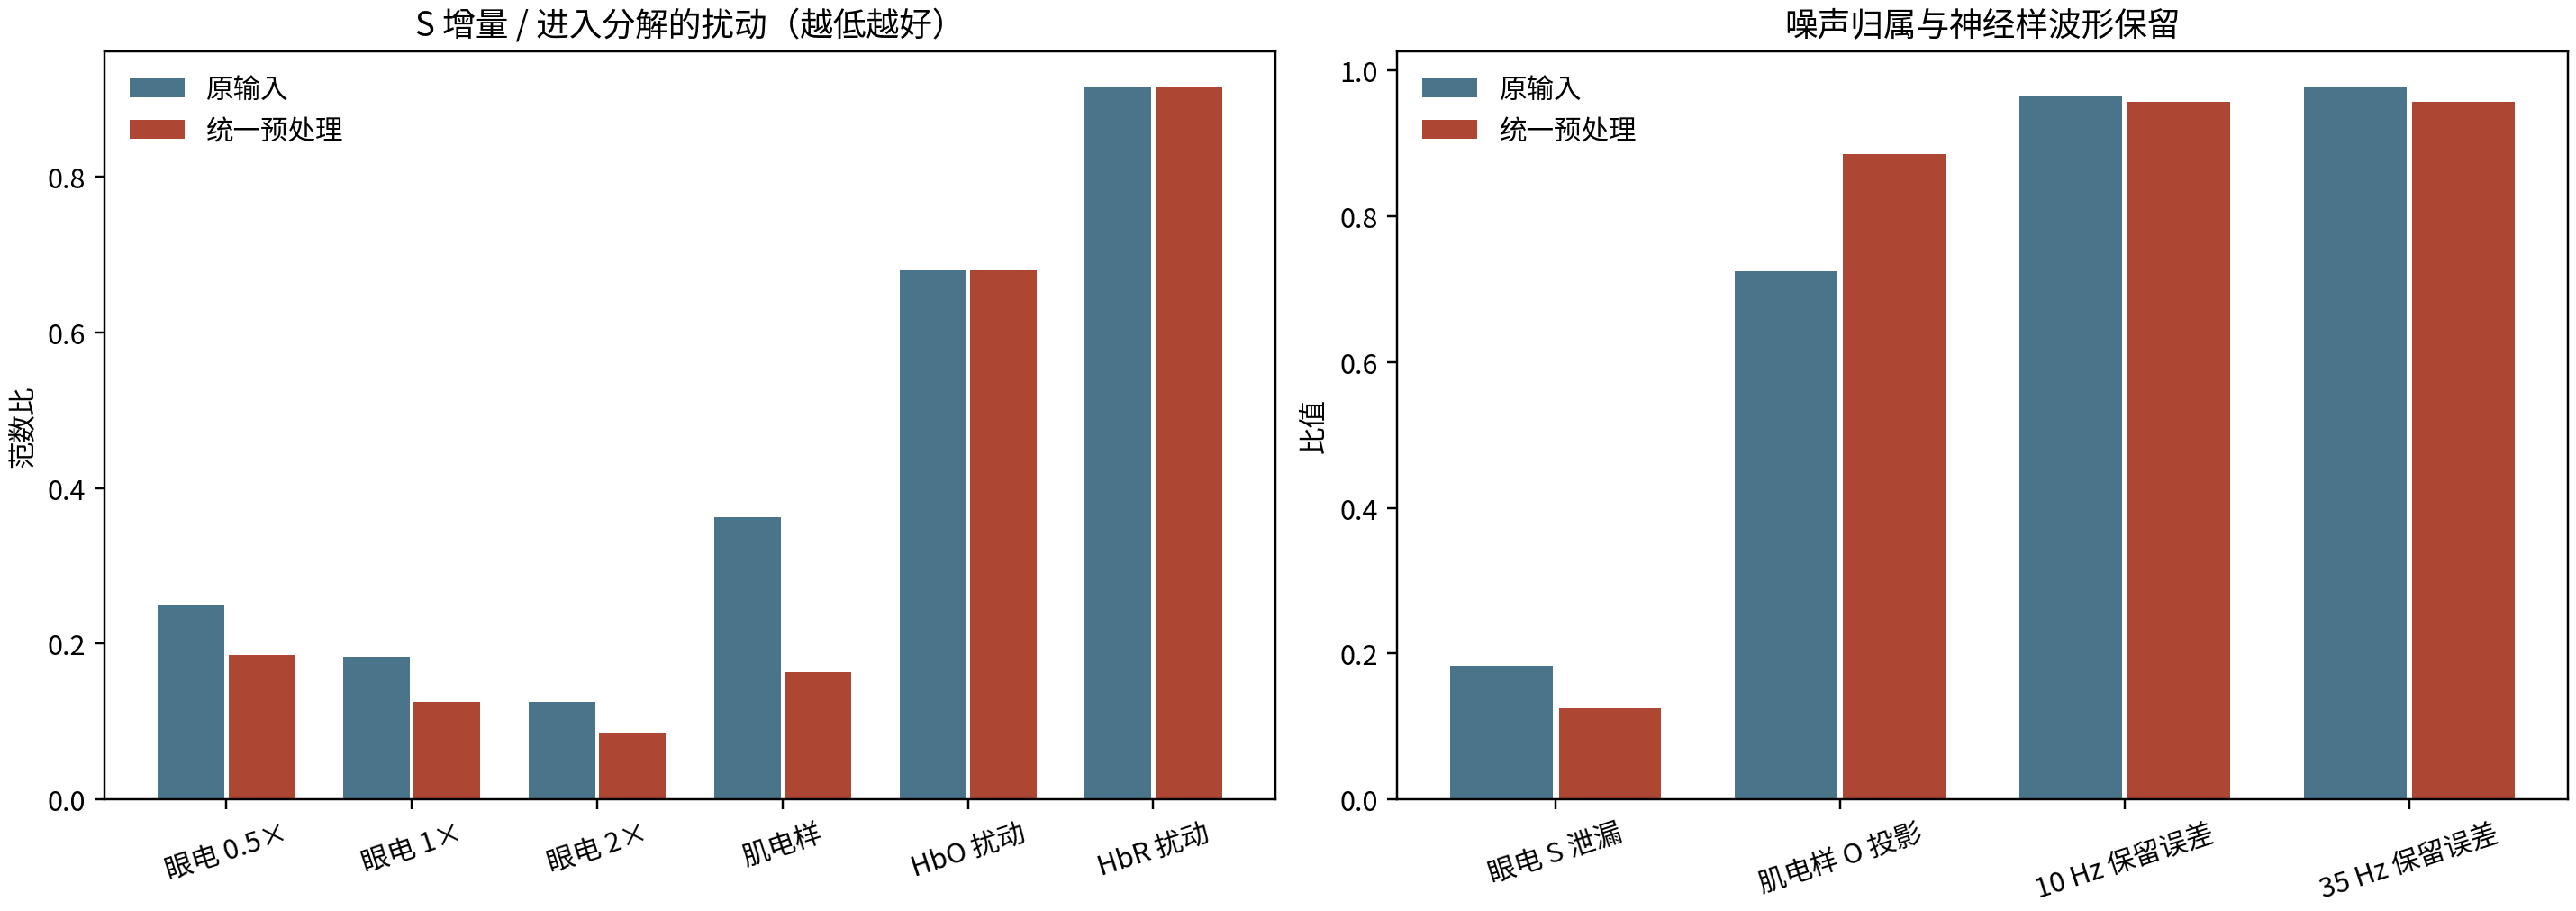 S 增量 / 进入分解的扰动（越低越好）
原输入
统一预处理
范数比
0.8
0.6
0.4
0.2
0.0
眼电 0.5×
眼电 1×
眼电 2×
肌电样
HbO 扰动
HbR 扰动
噪声归属与神经样波形保留
原输入
统一预处理
比值
1.0
0.8
0.6
0.4
0.2
0.0
眼电 S 泄漏
肌电样 O 投影
10 Hz 保留误差
35 Hz 保留误差